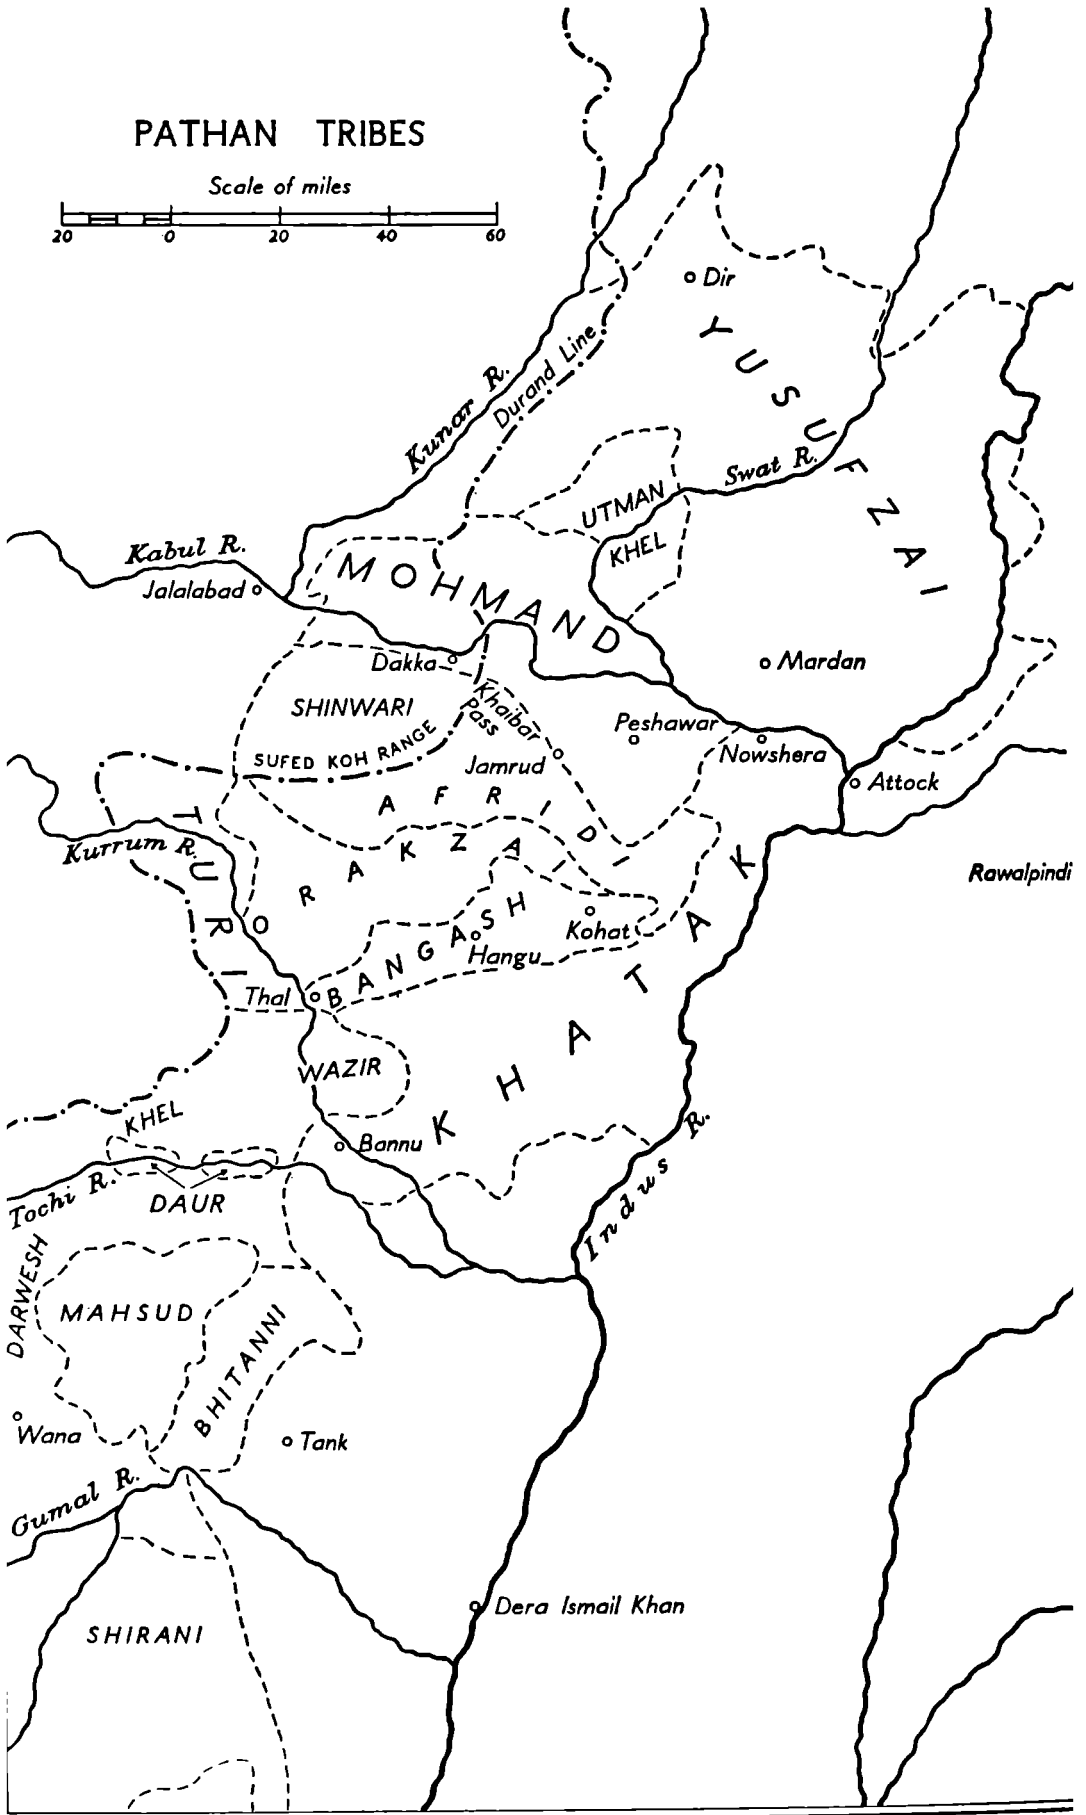 PATHAN TRIBES
Scale of miles
20 0 20 40 60
Dir
YUSUFZAI
Durand Line
Kunar R.
Swat R.
UTMAN
KHEL
Kabul R.
Jalalabad
MOHMAND
Dakka
Mardan
SHINWARI
Khaibar
Pass
Peshawar
Nowshera
SUFED KOH RANGE
Jamrud
Attock
AFRIDI
TURI
Kurrum R.
ORAKZAI
Rawalpindi
BANGASH
Kohat
Hangu
KHATAK
Thal
WAZIR
KHEL
Bannu
Indus R.
Tochi R.
DAUR
DARWESH
MAHSUD
BHITANNI
Wana
Tank
Gumal R.
Dera Ismail Khan
SHIRANI